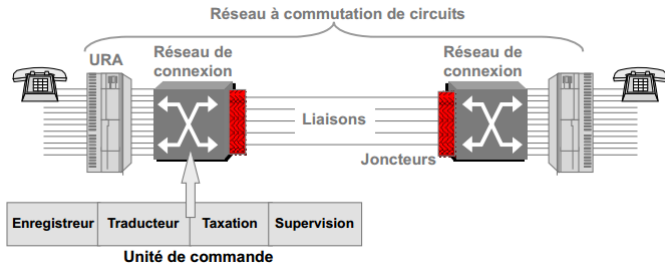 Réseau à commutation de circuits
URA
Réseau de
connexion
Réseau de
connexion
Liaisons
Joncteurs
Enregistreur Traducteur Taxation Supervision
Unité de commande